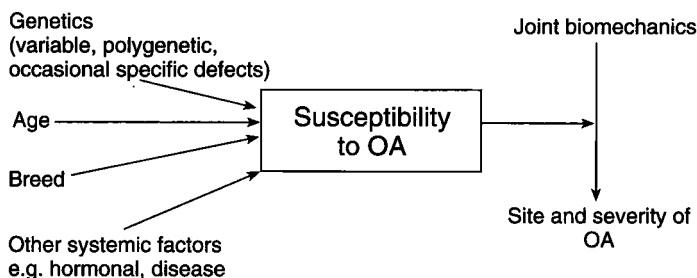 Genetics
(variable, polygenetic,
occasional specific defects)
Age
Breed
Other systemic factors
e.g. hormonal, disease
Susceptibility
to OA
Joint biomechanics
Site and severity of
OA